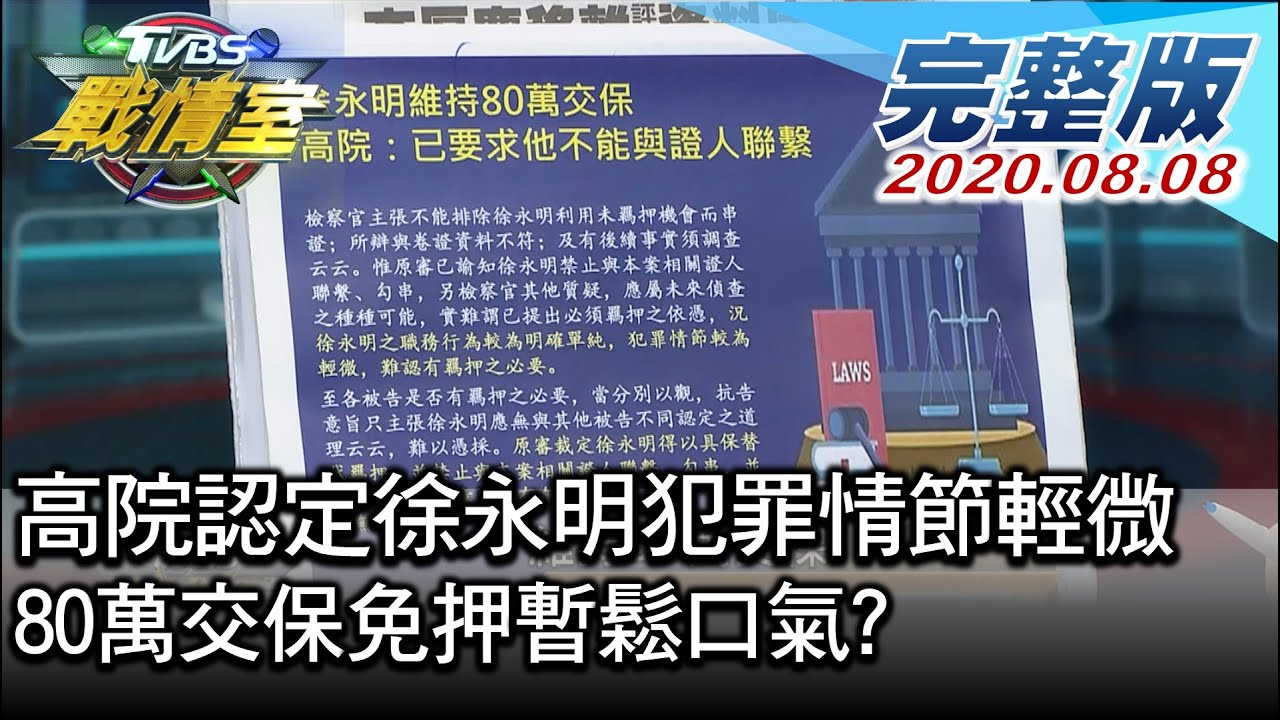 TVBS
戰情室
完整版
2020.08.08
徐永明維持80萬交保
高院：已要求他不能與證人聯繫
檢察官主張不能排除徐永明利用未羈押機會而串
證；所辯與卷證資料不符；及有後續事實須調查
云云。惟原審已諭知徐永明禁止與本案相關證人
聯繫、勾串，另檢察官其他質疑，應屬未來偵查
之種種可能，實難謂已提出必須羈押之依憑，況
徐永明之職務行為較為明確單純，犯罪情節較為
輕微，難認有羈押之必要。
至各被告是否有羈押之必要，當分別以觀，抗告
意旨只主張徐永明應無與其他被告不同認定之道
理云云，難以憑採。原審裁定徐永明得以具保替
LAWS
高院認定徐永明犯罪情節輕微
80萬交保免押暫鬆口氣?